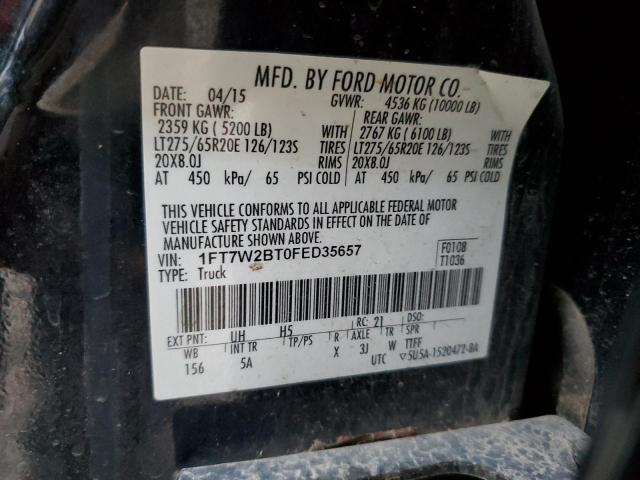 MFD. BY FORD MOTOR CO.
DATE: 04/15 GVWR: 4536 KG (10000 LB)
FRONT GAWR: REAR GAWR:
2359 KG ( 5200 LB) WITH 2767 KG ( 6100 LB) WITH
LT275/65R20E 126/123S TIRES LT275/65R20E 126/123S TIRES
20X8.0J RIMS 20X8.0J RIMS
AT 450 kPa/ 65 PSI COLD AT 450 kPa/ 65 PSI COLD
THIS VEHICLE CONFORMS TO ALL APPLICABLE FEDERAL MOTOR
VEHICLE SAFETY STANDARDS IN EFFECT ON THE DATE OF
MANUFACTURE SHOWN ABOVE.
VIN: 1FT7W2BT0FED35657 F0108
TYPE: Truck T1036
EXT PNT: UH H5 RC: 21 DSO:
WB INT TR TP/PS R AXLE TR SPR
156 5A X 3J W TTFF
UTC ▽5U5A-1520472-BA